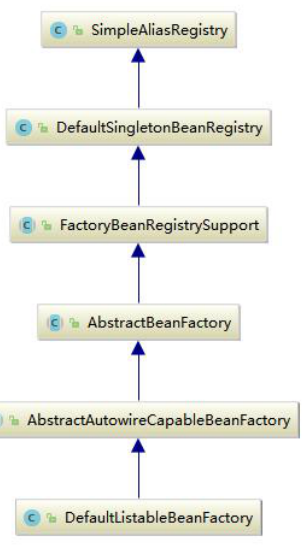 C SimpleAliasRegistry
C DefaultSingletonBeanRegistry
C FactoryBeanRegistrySupport
C AbstractBeanFactory
AbstractAutowireCapableBeanFactory
C DefaultListableBeanFactory